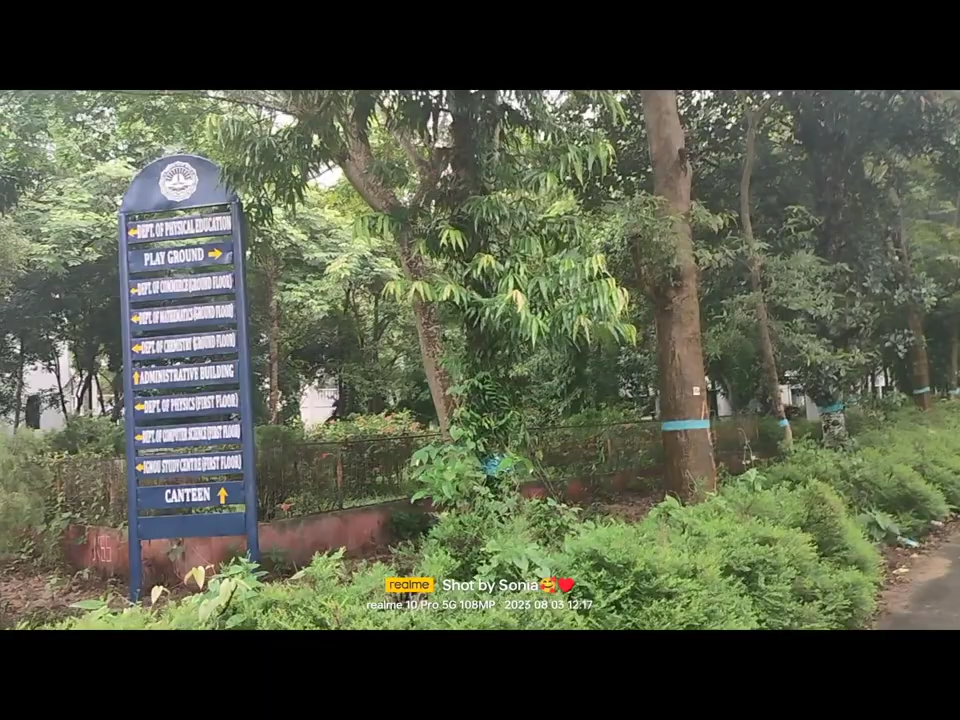 DEPT. OF PHYSICAL EDUCATION
PLAY GROUND
DEPT. OF COMMERCE (GROUND FLOOR)
DEPT. OF MATHEMATICS (GROUND FLOOR)
DEPT. OF CHEMISTRY (GROUND FLOOR)
ADMINISTRATIVE BUILDING
DEPT. OF PHYSICS (FIRST FLOOR)
DEPT. OF COMPUTER SCIENCE (FIRST FLOOR)
IGNOU STUDY CENTRE (FIRST FLOOR)
CANTEEN
realme Shot by Sonia🥰❤️
realme 10 Pro 5G 108MP 2023 08 03 12:17